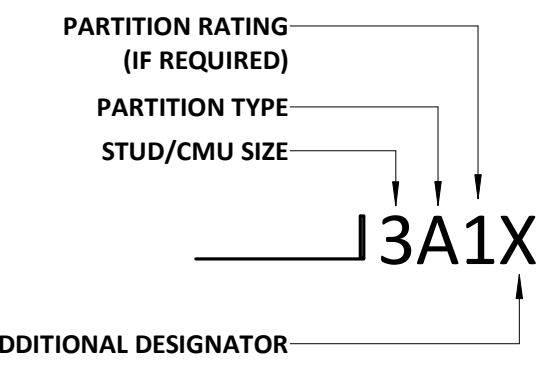 PARTITION RATING
(IF REQUIRED)
PARTITION TYPE
STUD/CMU SIZE
3A1X
DDITIONAL DESIGNATOR